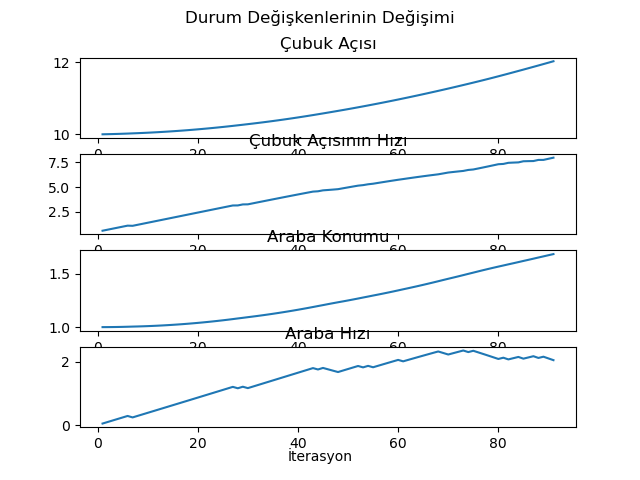 Durum Değişkenlerinin Değişimi
Çubuk Açısı
12
10
0 20 40 60 80
Çubuk Açısının Hızı
7.5
5.0
2.5
0 20 40 60 80
Araba Konumu
1.5
1.0
0 20 40 60 80
Araba Hızı
2
0
0 20 40 60 80
İterasyon